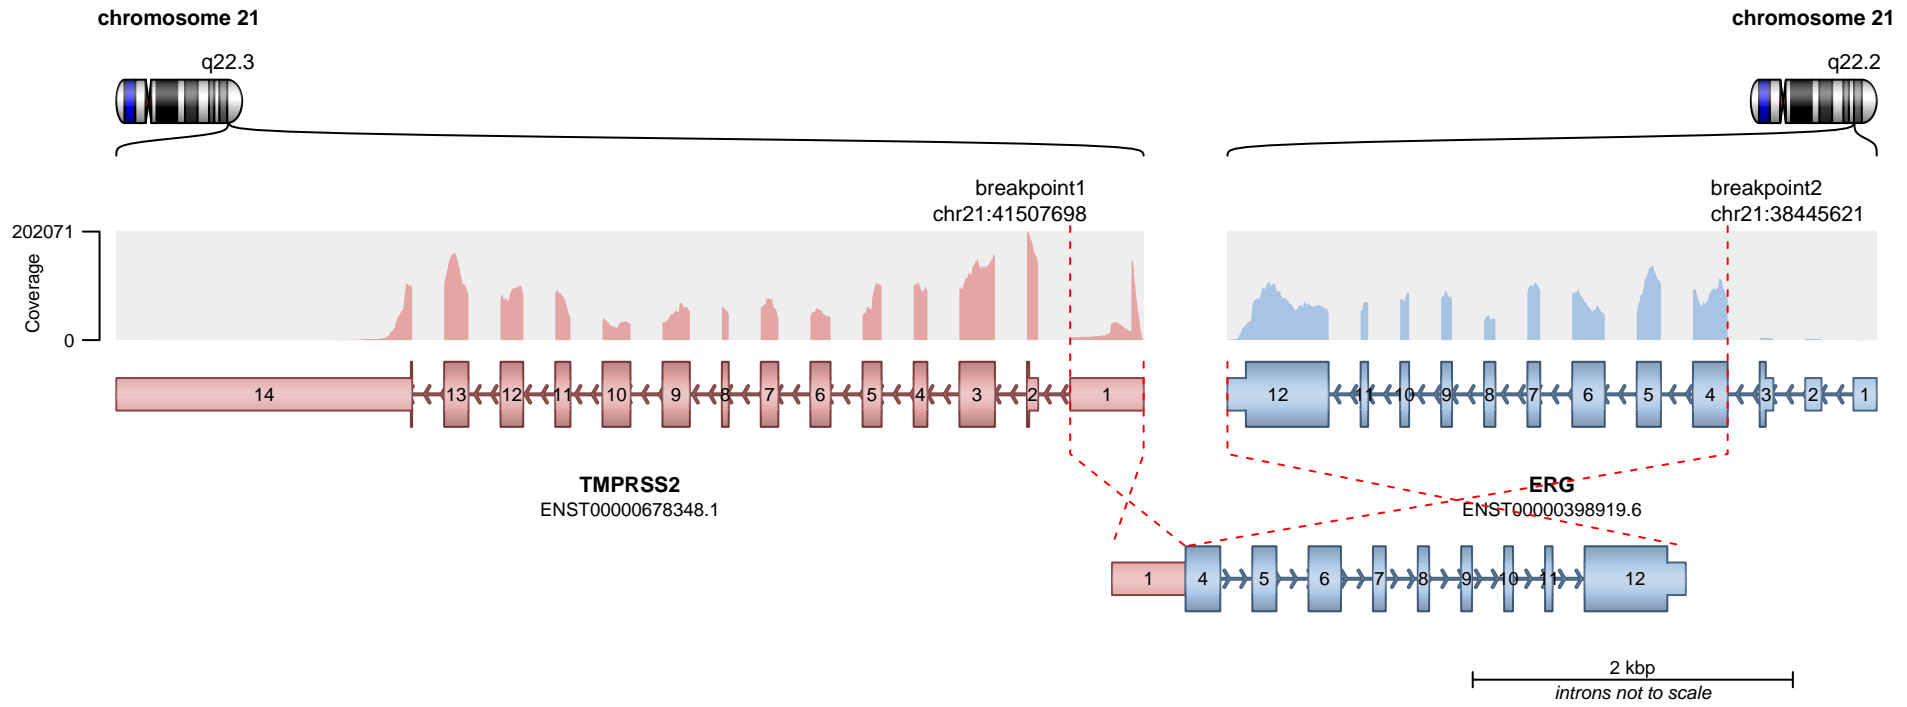 chromosome 21
chromosome 21
q22.3
q22.2
breakpoint1
chr21:41507698
breakpoint2
chr21:38445621
202071
Coverage
0
14 13 12 11 10 9 8 7 6 5 4 3 2 1
12 11 10 9 8 7 6 5 4 3 2 1
TMPRSS2
ENST00000678348.1
ERG
ENST00000398919.6
1 4 5 6 7 8 9 10 11 12
2 kbp
introns not to scale